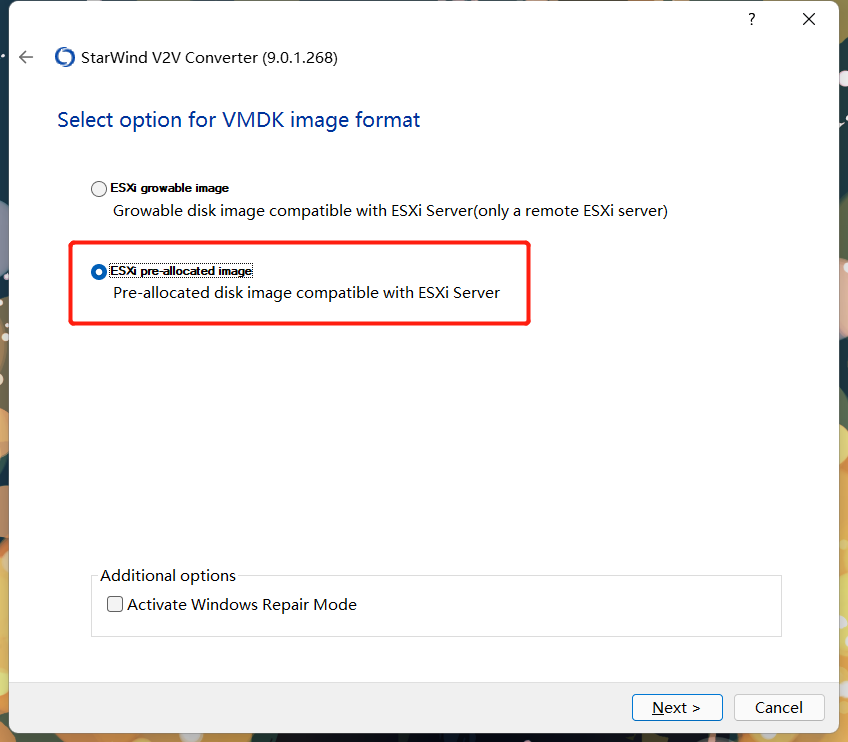 ?
StarWind V2V Converter (9.0.1.268)
Select option for VMDK image format
ESXi growable image
Growable disk image compatible with ESXi Server(only a remote ESXi server)
ESXi pre-allocated image
Pre-allocated disk image compatible with ESXi Server
Additional options
Activate Windows Repair Mode
Next >
Cancel